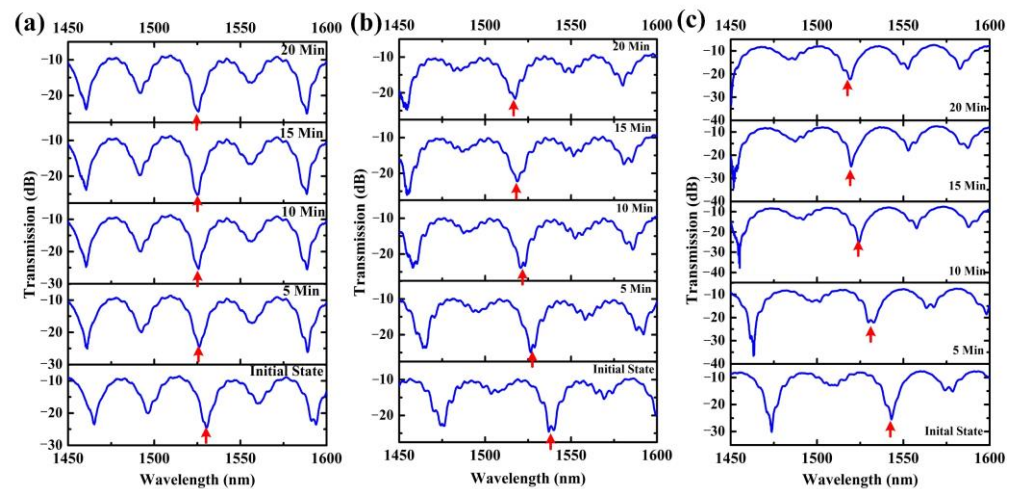 (a)
1450 1500 1550 1600
20 Min
−10
−20
15 Min
−10
−20
10 Min
−10
−20
−30
5 Min
−10
−20
−30
Initial State
−10
−20
−30
1450 1500 1550 1600
Wavelength (nm)
Transmission (dB)
(b)
1450 1500 1550 1600
20 Min
−10
−20
15 Min
−10
−20
10 Min
−10
−20
5 Min
−10
−20
Initial State
−10
−20
1450 1500 1550 1600
Wavelength (nm)
Transmission (dB)
(c)
1450 1500 1550 1600
−10
−20
−30
−40
20 Min
−10
−20
−30
−40
15 Min
−10
−20
−30
−40
10 Min
−10
−20
−30
−40
5 Min
−10
−20
−30
Inital State
1450 1500 1550 1600
Wavelength (nm)
Transmission (dB)